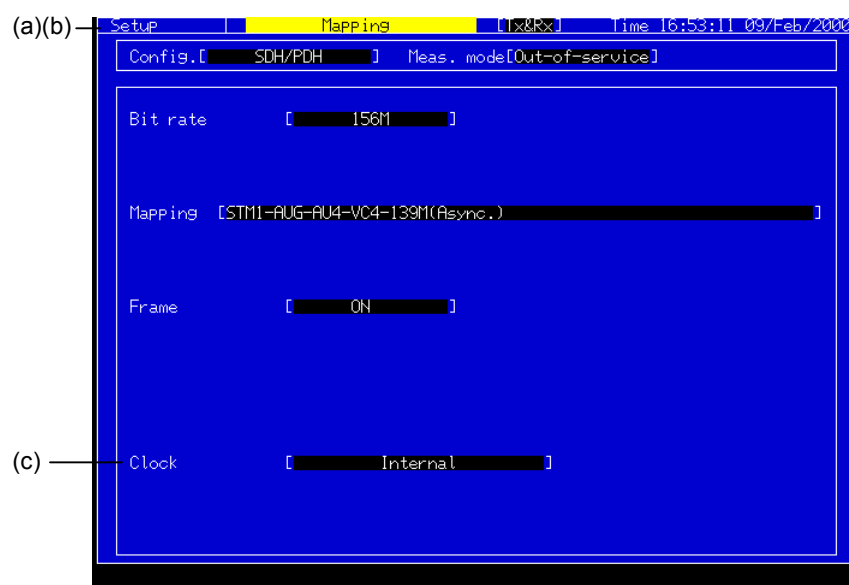 (a)(b) Setup | Mapping [Tx&Rx] Time 16:53:11 09/Feb/2000
Config.[ SDH/PDH ] Meas. mode[Out-of-service]
Bit rate [ 156M ]
Mapping [STM1-AUG-AU4-VC4-139M(Async.) ]
Frame [ ON ]
(c) Clock [ Internal ]